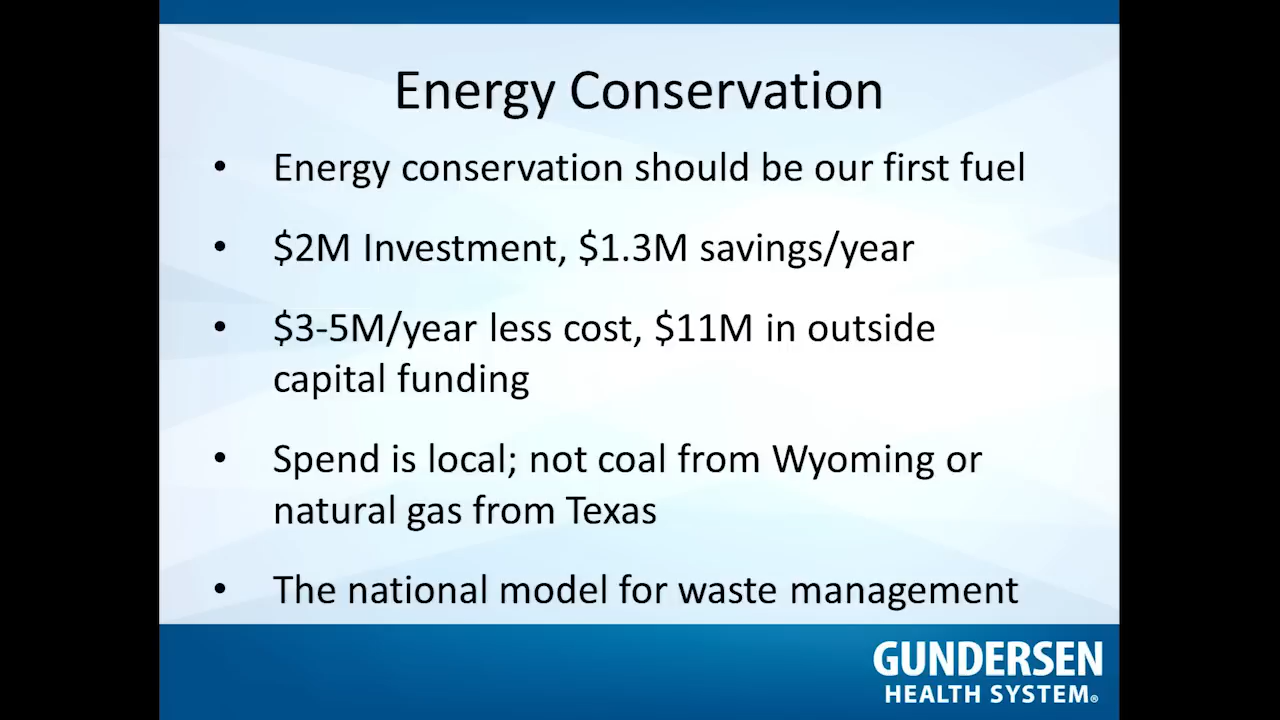 Energy Conservation
• Energy conservation should be our first fuel
• $2M Investment, $1.3M savings/year
• $3-5M/year less cost, $11M in outside
capital funding
• Spend is local; not coal from Wyoming or
natural gas from Texas
• The national model for waste management
GUNDERSEN
HEALTH SYSTEM®